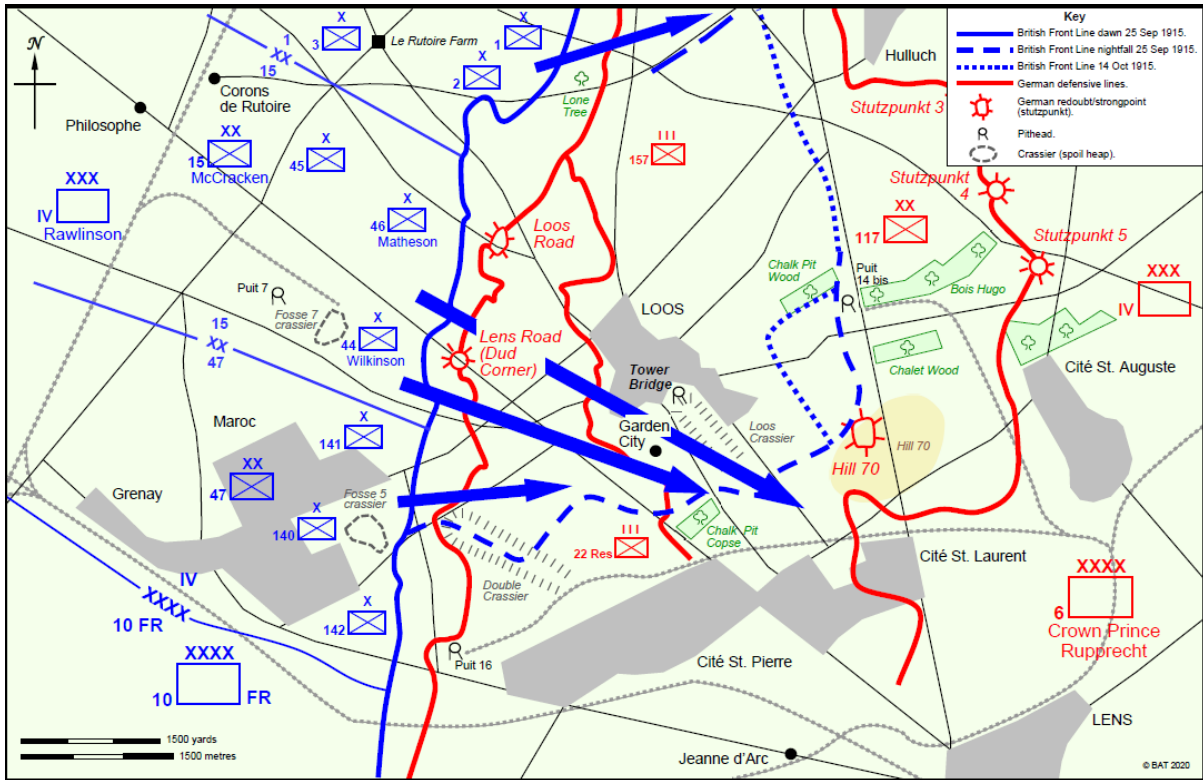 Key
British Front Line dawn 25 Sep 1915.
British Front Line nightfall 25 Sep 1915.
British Front Line 14 Oct 1915.
German defensive lines.
German redoubt/strongpoint
(stutzpunkt).
Pithead.
Crassier (spoil heap).
N
1
XX
15
X
3
Le Rutoire Farm
X
1
X
2
Hulluch
Corons
de Rutoire
Lone
Tree
Stutzpunkt 3
Philosophe
XX
15
McCracken
X
45
III
157
Stutzpunkt
4
XXX
IV
Rawlinson
X
46
Matheson
Loos
Road
XX
117
Stutzpunkt 5
Chalk Pit
Wood
Puit
14 bis
Bois Hugo
XXX
IV
Puit 7
Fosse 7
crassier
15
XX
47
X
44
Wilkinson
Lens Road
(Dud
Corner)
LOOS
Tower
Bridge
Chalet Wood
Cité St. Auguste
Maroc
X
141
Garden
City
Loos
Crassier
Hill 70
Hill 70
XX
47
Grenay
Fosse 5
crassier
X
140
III
22 Res
Chalk Pit
Copse
Cité St. Laurent
IV
XXXX
10 FR
Double
Crassier
XXXX
6
Crown Prince
Rupprecht
X
142
XXXX
10
FR
Puit 16
Cité St. Pierre
LENS
1500 yards
1500 metres
Jeanne d'Arc
© BAT 2020